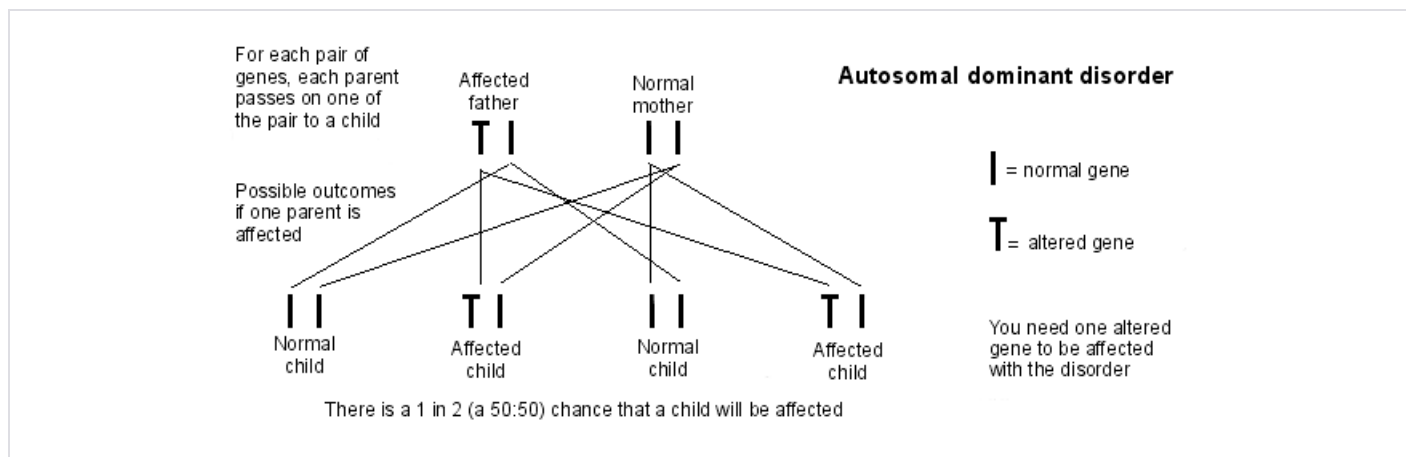 For each pair of
genes, each parent
passes on one of
the pair to a child
Affected
father
Normal
mother
Autosomal dominant disorder
Possible outcomes
if one parent is
affected
= normal gene
= altered gene
Normal
child
Affected
child
Normal
child
Affected
child
You need one altered
gene to be affected
with the disorder
There is a 1 in 2 (a 50:50) chance that a child will be affected